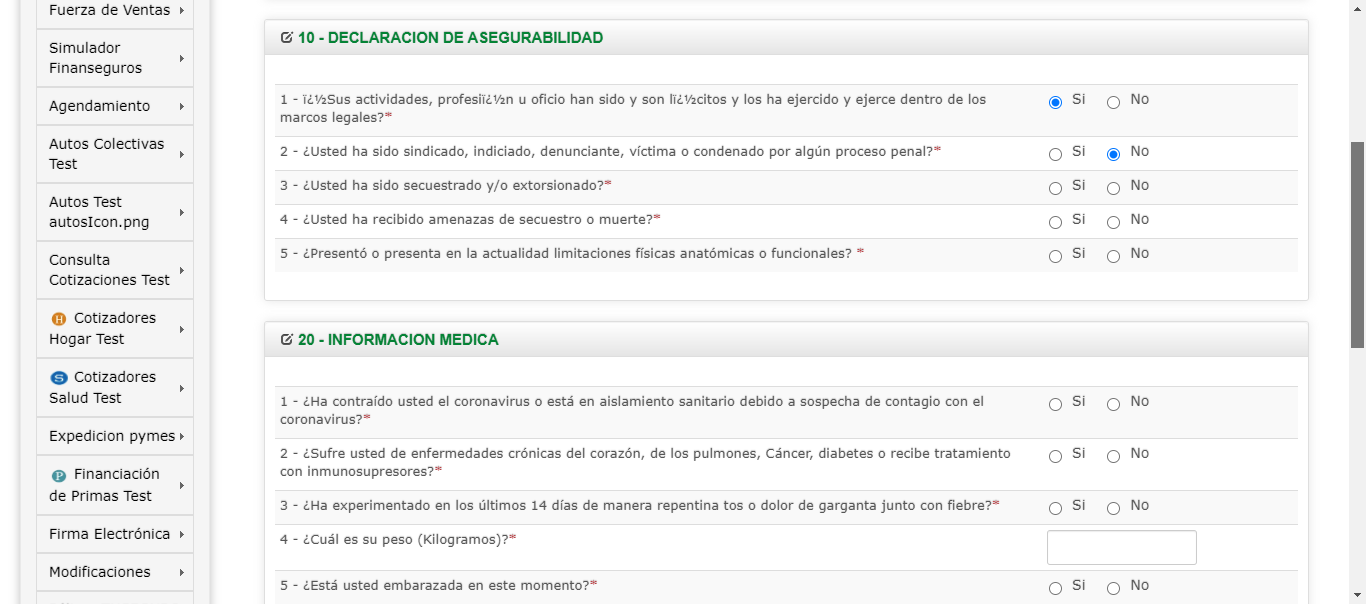 Fuerza de Ventas
Simulador
Finanseguros
Agendamiento
Autos Colectivas
Test
Autos Test
autosIcon.png
Consulta
Cotizaciones Test
H Cotizadores
Hogar Test
S Cotizadores
Salud Test
Expedicion pymes
P Financiación
de Primas Test
Firma Electrónica
Modificaciones
10 - DECLARACION DE ASEGURABILIDAD
1 - ï¿½Sus actividades, profesiï¿½n u oficio han sido y son lï¿½citos y los ha ejercido y ejerce dentro de los
marcos legales?*
Si No
2 - ¿Usted ha sido sindicado, indiciado, denunciante, víctima o condenado por algún proceso penal?*
Si No
3 - ¿Usted ha sido secuestrado y/o extorsionado?*
Si No
4 - ¿Usted ha recibido amenazas de secuestro o muerte?*
Si No
5 - ¿Presentó o presenta en la actualidad limitaciones físicas anatómicas o funcionales? *
Si No
20 - INFORMACION MEDICA
1 - ¿Ha contraído usted el coronavirus o está en aislamiento sanitario debido a sospecha de contagio con el
coronavirus?*
Si No
2 - ¿Sufre usted de enfermedades crónicas del corazón, de los pulmones, Cáncer, diabetes o recibe tratamiento
con inmunosupresores?*
Si No
3 - ¿Ha experimentado en los últimos 14 días de manera repentina tos o dolor de garganta junto con fiebre?*
Si No
4 - ¿Cuál es su peso (Kilogramos)?*
5 - ¿Está usted embarazada en este momento?*
Si No